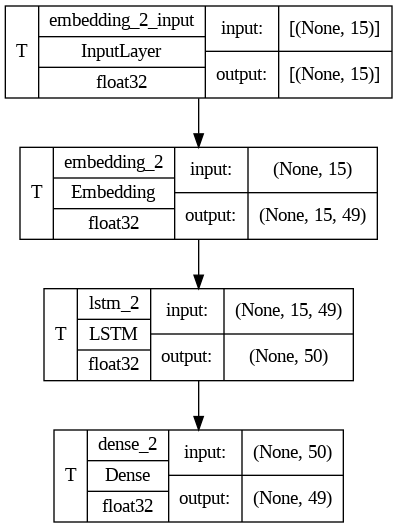 T embedding_2_input input: [(None, 15)]
InputLayer
float32 output: [(None, 15)]
T embedding_2 input: (None, 15)
Embedding
float32 output: (None, 15, 49)
T lstm_2 input: (None, 15, 49)
LSTM
float32 output: (None, 50)
T dense_2 input: (None, 50)
Dense
float32 output: (None, 49)